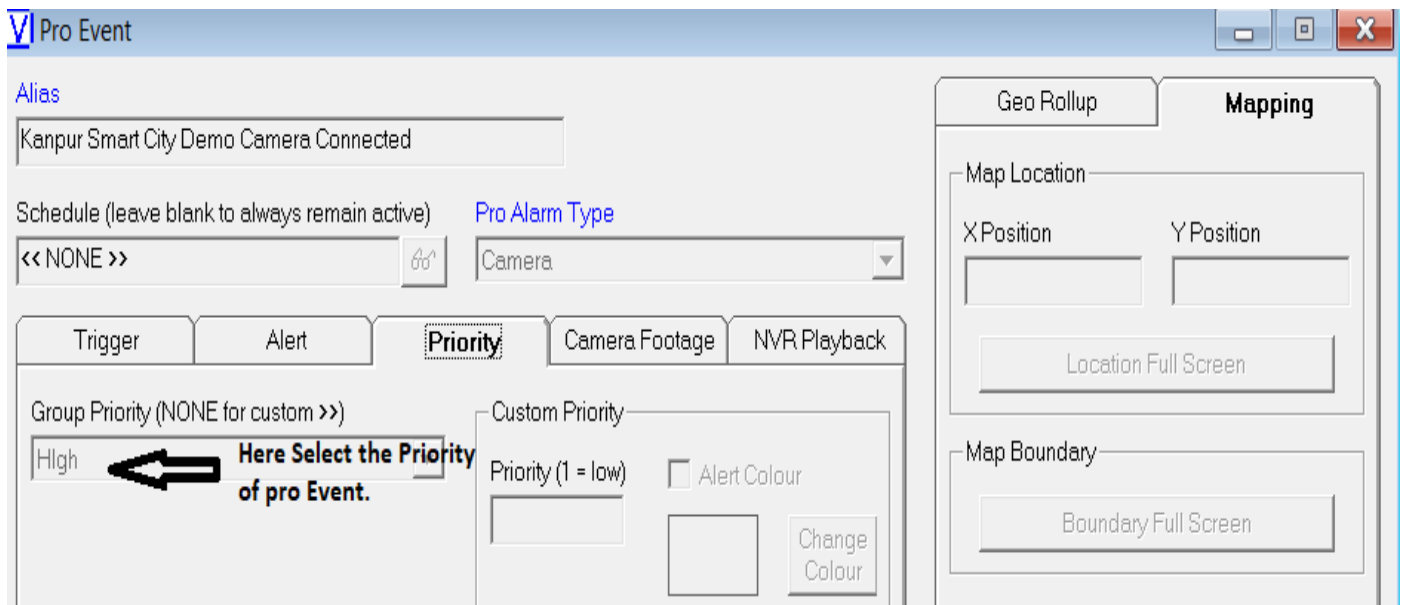 VI Pro Event
Alias
Kanpur Smart City Demo Camera Connected
Schedule (leave blank to always remain active)
Pro Alarm Type
<< NONE >>
Camera
Trigger
Alert
Priority
Camera Footage
NVR Playback
Group Priority (NONE for custom >>)
HIgh
Here Select the Priority
of pro Event.
Custom Priority
Priority (1 = low)
Alert Colour
Change
Colour
Geo Rollup
Mapping
Map Location
X Position
Y Position
Location Full Screen
Map Boundary
Boundary Full Screen